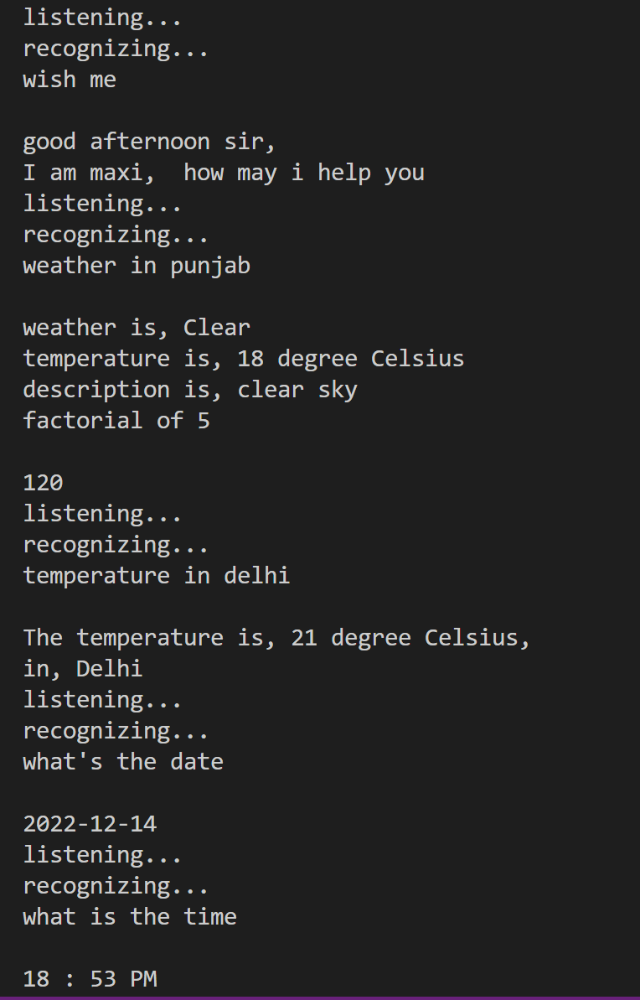 listening...
recognizing...
wish me
good afternoon sir,
I am maxi,  how may i help you
listening...
recognizing...
weather in punjab
weather is, Clear
temperature is, 18 degree Celsius
description is, clear sky
factorial of 5
120
listening...
recognizing...
temperature in delhi
The temperature is, 21 degree Celsius,
in, Delhi
listening...
recognizing...
what's the date
2022-12-14
listening...
recognizing...
what is the time
18 : 53 PM